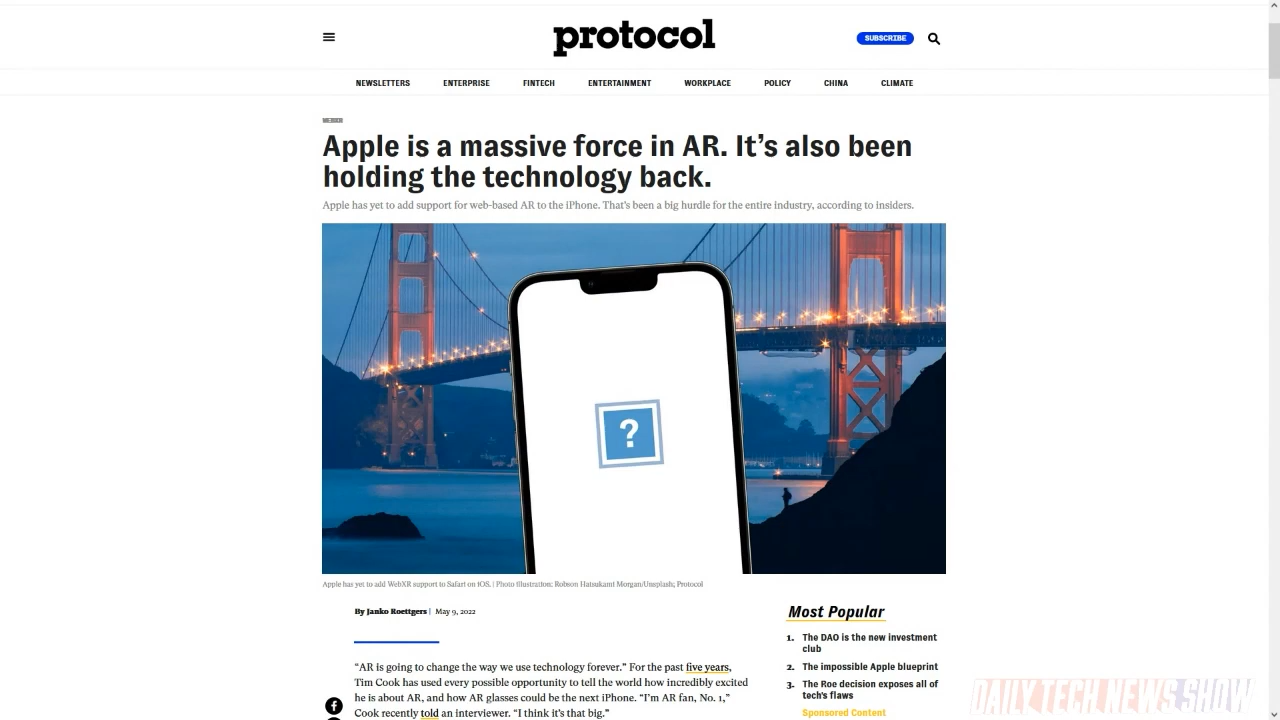 protocol
SUBSCRIBE
NEWSLETTERS ENTERPRISE FINTECH ENTERTAINMENT WORKPLACE POLICY CHINA CLIMATE
WEBXR
Apple is a massive force in AR. It’s also been
holding the technology back.
Apple has yet to add support for web-based AR to the iPhone. That’s been a big hurdle for the entire industry, according to insiders.
?
Apple has yet to add WebXR support to Safari on iOS. | Photo illustration: Robson Hatsukami Morgan/Unsplash; Protocol
By Janko Roettgers | May 9, 2022
“AR is going to change the way we use technology forever.” For the past five years,
Tim Cook has used every possible opportunity to tell the world how incredibly excited
he is about AR, and how AR glasses could be the next iPhone. “I’m AR fan, No. 1,”
Cook recently told an interviewer. “I think it’s that big.”
Most Popular
1. The DAO is the new investment
club
2. The impossible Apple blueprint
3. The Roe decision exposes all of
tech’s flaws
Sponsored Content
DAILY TECH NEWS SHOW